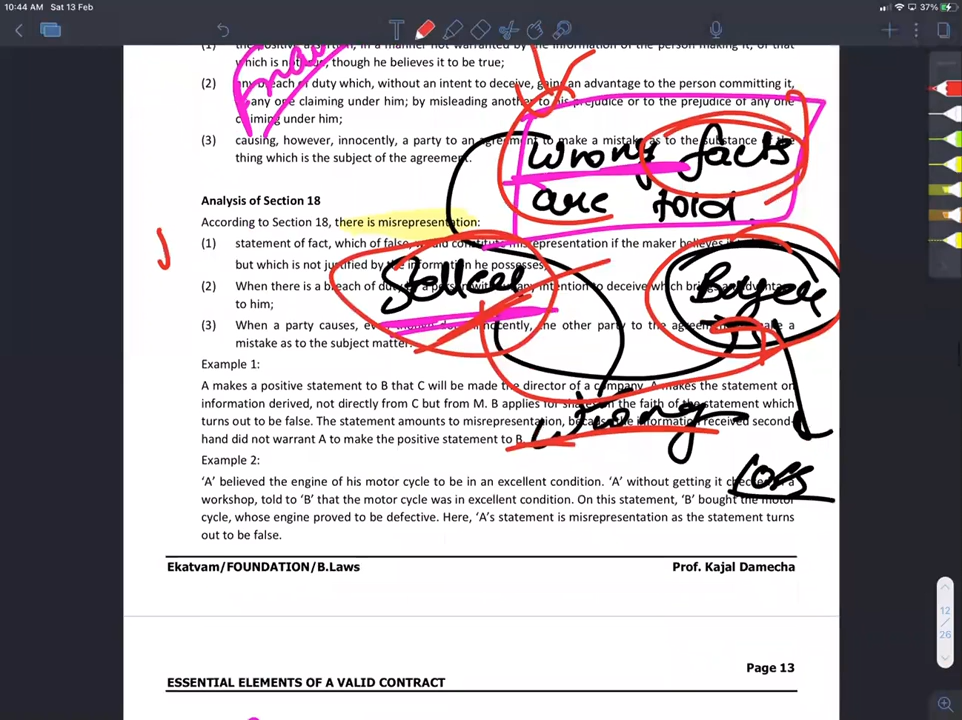 10:44 AM Sat 13 Feb
37%
which is not true, though he believes it to be true;
(2) any breach of duty which, without an intent to deceive, gains an advantage to the person committing it,
any one claiming under him; by misleading another to his prejudice or to the prejudice of any one
claiming under him;
(3) causing, however, innocently, a party to an agreement to make a mistake as to the substance of the
thing which is the subject of the agreement.
wrong facts
are told
Analysis of Section 18
According to Section 18, there is misrepresentation:
(1) statement of fact, which of false, would constitute misrepresentation if the maker believes
but which is not justified by the information he possesses;
Seller
Buyer
(2) When there is a breach of duty a person intention to deceive which brings
to him;
(3) When a party causes, innocently, the other party to the agreement make a
mistake as to the subject matter.
Example 1:
A makes a positive statement to B that C will be made the director of a company. A makes the statement on
information derived, not directly from C but from M. B applies for on the faith of the statement which
turns out to be false. The statement amounts to misrepresentation, because the information received second-
hand did not warrant A to make the positive statement to B.
wrong
Loss
Example 2:
‘A’ believed the engine of his motor cycle to be in an excellent condition. ‘A’ without getting it checked a
workshop, told to ‘B’ that the motor cycle was in excellent condition. On this statement, ‘B’ bought the motor
cycle, whose engine proved to be defective. Here, ‘A’s statement is misrepresentation as the statement turns
out to be false.
Ekatvam/FOUNDATION/B.Laws Prof. Kajal Damecha
12
/
26
Page 13
ESSENTIAL ELEMENTS OF A VALID CONTRACT